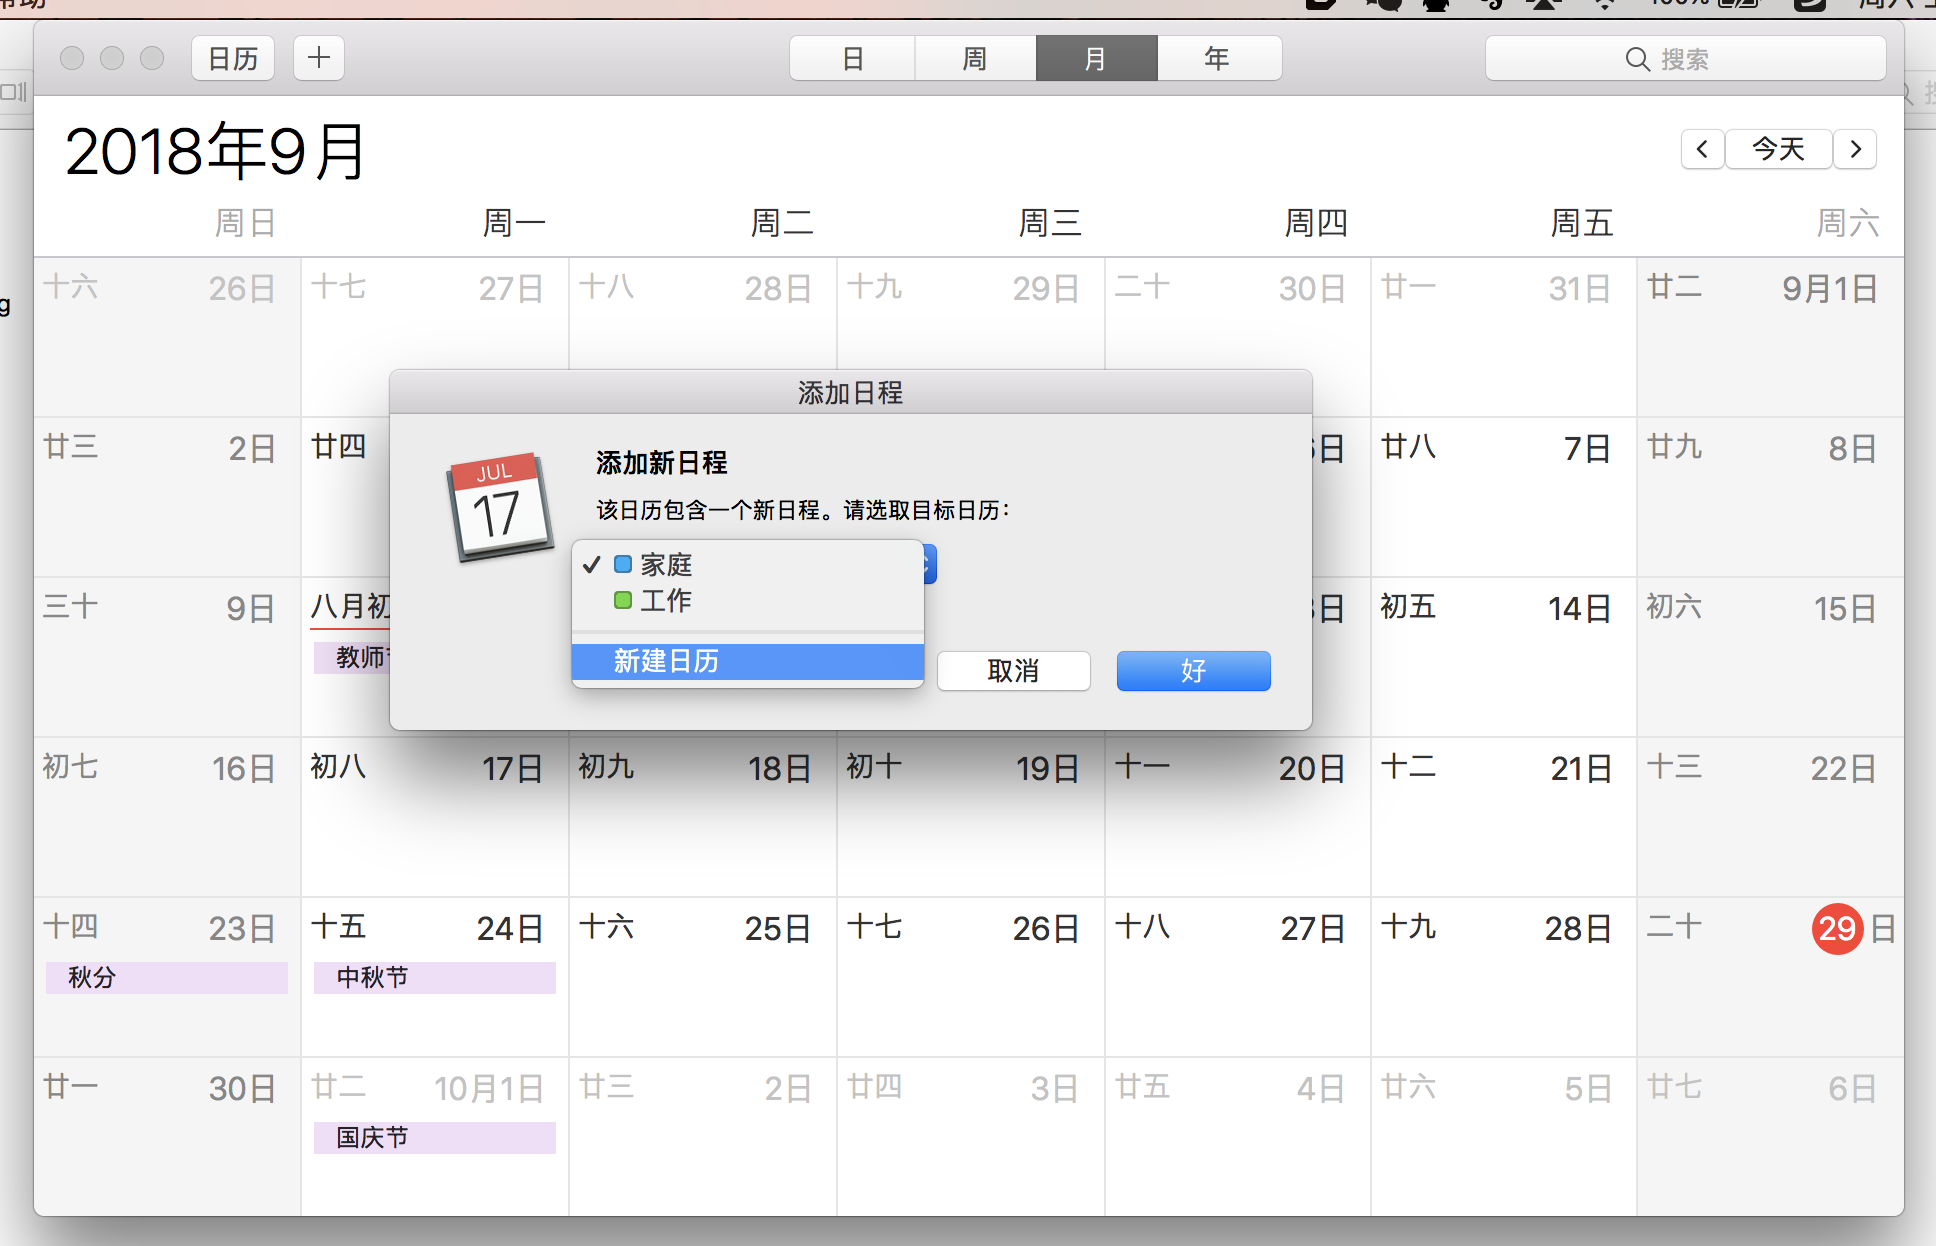 帮助
100%
周六
日历
日
周
月
年
搜索
2018年9月
今天
周日
周一
周二
周三
周四
周五
周六
十六 26日
十七 27日
十八 28日
十九 29日
二十 30日
廿一 31日
廿二 9月1日
添加日程
廿三 2日
廿四
日
廿八 7日
廿九 8日
JUL
17
添加新日程
该日历包含一个新日程。请选取目标日历：
家庭
工作
新建日历
取消
好
三十 9日
八月初
教师
日
初五 14日
初六 15日
初七 16日
初八 17日
初九 18日
初十 19日
十一 20日
十二 21日
十三 22日
十四 23日
秋分
十五 24日
中秋节
十六 25日
十七 26日
十八 27日
十九 28日
二十 29日
廿一 30日
廿二 10月1日
国庆节
廿三 2日
廿四 3日
廿五 4日
廿六 5日
廿七 6日
g